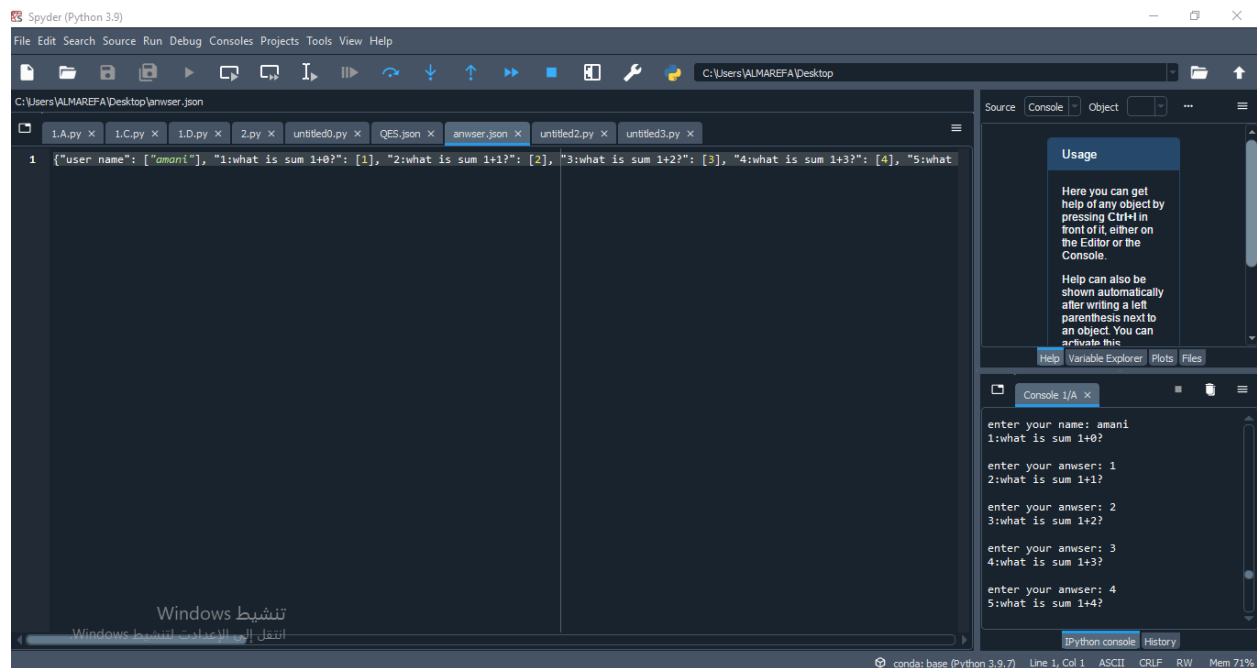 Spyder (Python 3.9)
File Edit Search Source Run Debug Consoles Projects Tools View Help
C:\Users\ALMAREFA\Desktop
C:\Users\ALMAREFA\Desktop\anwser.json
1.A.py 1.C.py 1.D.py 2.py untitled0.py QES.json anwser.json untitled2.py untitled3.py
1 {"user name": ["amani"], "1:what is sum 1+0?": [1], "2:what is sum 1+1?": [2], "3:what is sum 1+2?": [3], "4:what is sum 1+3?": [4], "5:what
Source Console Object
Usage
Here you can get
help of any object by
pressing Ctrl+I in
front of it, either on
the Editor or the
Console.
Help can also be
shown automatically
after writing a left
parenthesis next to
an object. You can
activate this
Help Variable Explorer Plots Files
Console 1/A
enter your name: amani
1:what is sum 1+0?
enter your anwser: 1
2:what is sum 1+1?
enter your anwser: 2
3:what is sum 1+2?
enter your anwser: 3
4:what is sum 1+3?
enter your anwser: 4
5:what is sum 1+4?
IPython console History
تنشيط Windows
انتقل إلى الإعدادت لتنشيط Windows.
conda: base (Python 3.9.7) Line 1, Col 1 ASCII CRLF RW Mem 71%